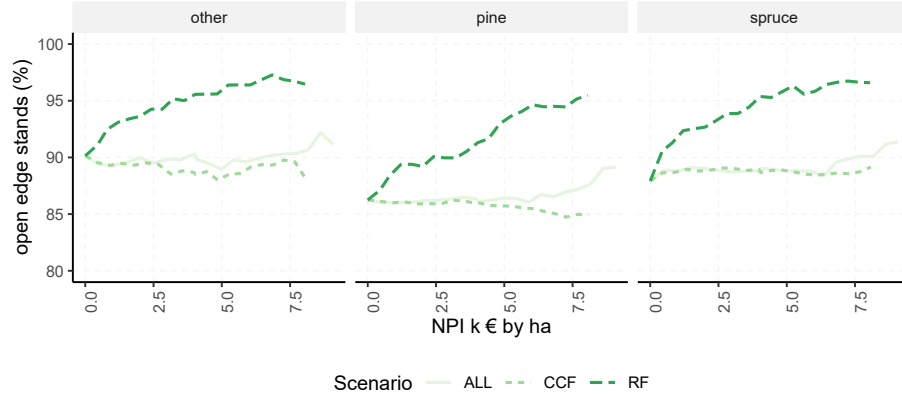 other pine spruce
open edge stands (%)
100
95
90
85
80
0.0 2.5 5.0 7.5 0.0 2.5 5.0 7.5 0.0 2.5 5.0 7.5
NPI k € by ha
Scenario ALL CCF RF